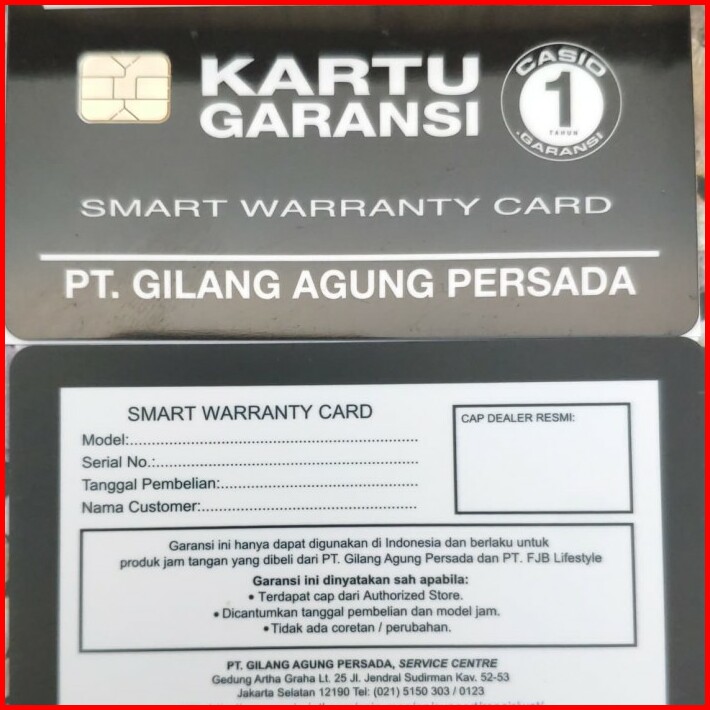 KARTU
GARANSI
CASIO
1
TAHUN
GARANSI
SMART WARRANTY CARD
PT. GILANG AGUNG PERSADA
SMART WARRANTY CARD
CAP DEALER RESMI:
Model:
Serial No.:
Tanggal Pembelian:
Nama Customer:
Garansi ini hanya dapat digunakan di Indonesia dan berlaku untuk
produk jam tangan yang dibeli dari PT. Gilang Agung Persada dan PT. FJB Lifestyle
Garansi ini dinyatakan sah apabila:
• Terdapat cap dari Authorized Store.
• Dicantumkan tanggal pembelian dan model jam.
• Tidak ada coretan / perubahan.
PT. GILANG AGUNG PERSADA, SERVICE CENTRE
Gedung Artha Graha Lt. 25 Jl. Jendral Sudirman Kav. 52-53
Jakarta Selatan 12190 Tel: (021) 5150 303 / 0123